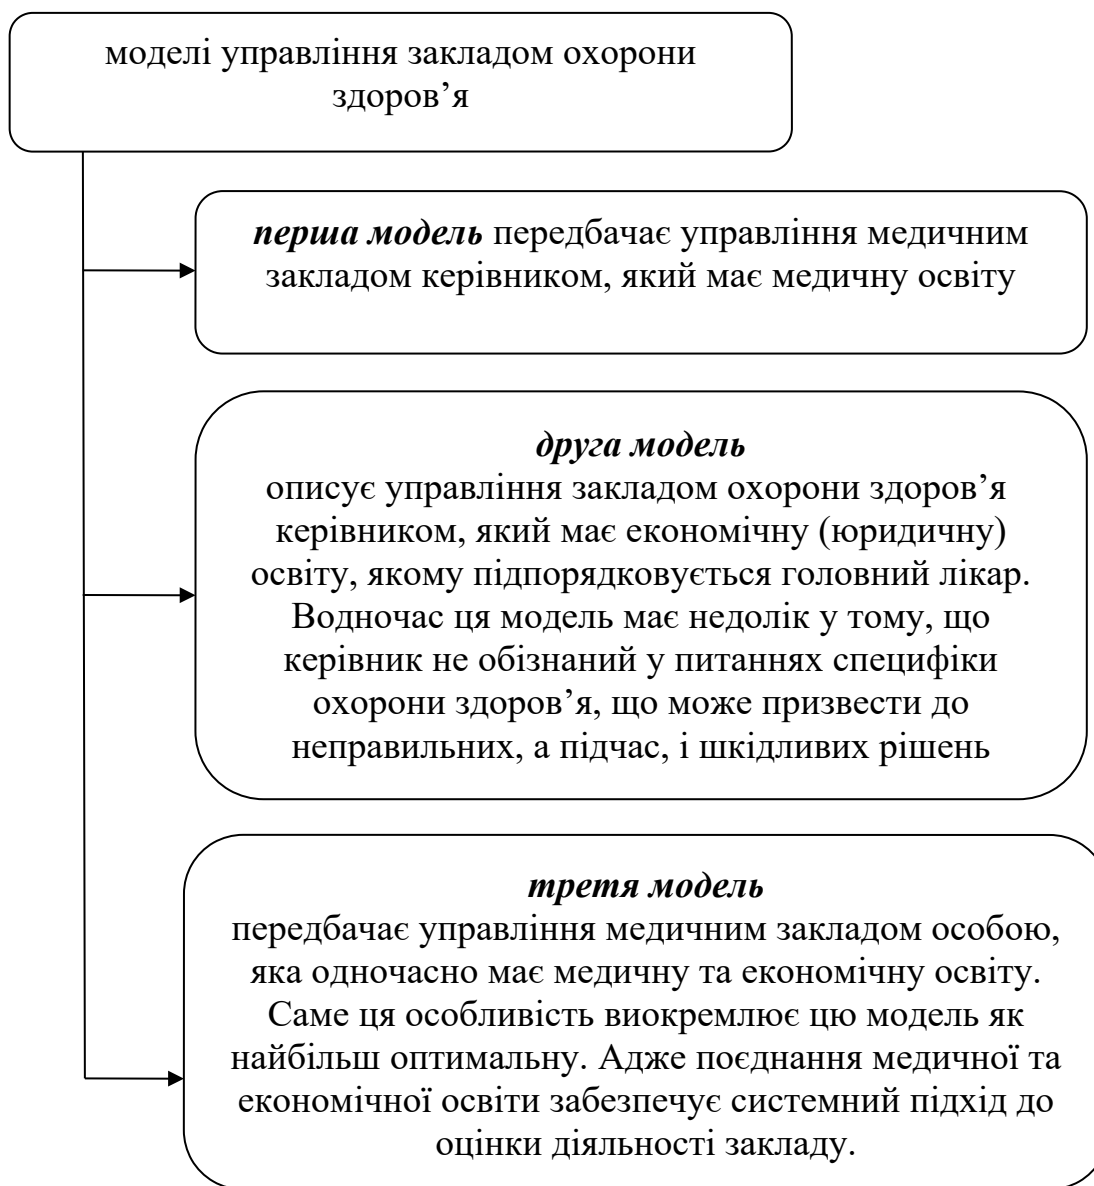 моделі управління закладом охорони
здоров’я
перша модель передбачає управління медичним
закладом керівником, який має медичну освіту
друга модель
описує управління закладом охорони здоров’я
керівником, який має економічну (юридичну)
освіту, якому підпорядковується головний лікар.
Водночас ця модель має недолік у тому, що
керівник не обізнаний у питаннях специфіки
охорони здоров’я, що може призвести до
неправильних, а підчас, і шкідливих рішень
третя модель
передбачає управління медичним закладом особою,
яка одночасно має медичну та економічну освіту.
Саме ця особливість виокремлює цю модель як
найбільш оптимальну. Адже поєднання медичної та
економічної освіти забезпечує системний підхід до
оцінки діяльності закладу.